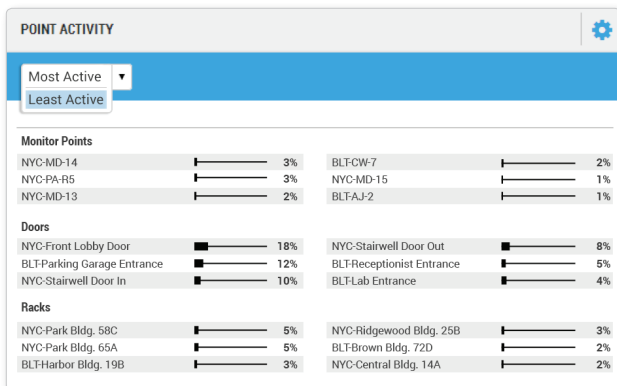 POINT ACTIVITY
Most Active ▼
Least Active
Monitor Points
NYC-MD-14 3% BLT-CW-7 2%
NYC-PA-R5 3% NYC-MD-15 1%
NYC-MD-13 2% BLT-AJ-2 1%
Doors
NYC-Front Lobby Door 18% NYC-Stairwell Door Out 8%
BLT-Parking Garage Entrance 12% BLT-Receptionist Entrance 5%
NYC-Stairwell Door In 10% BLT-Lab Entrance 4%
Racks
NYC-Park Bldg. 58C 5% NYC-Ridgewood Bldg. 25B 3%
NYC-Park Bldg. 65A 5% BLT-Brown Bldg. 72D 2%
BLT-Harbor Bldg. 19B 3% NYC-Central Bldg. 14A 2%